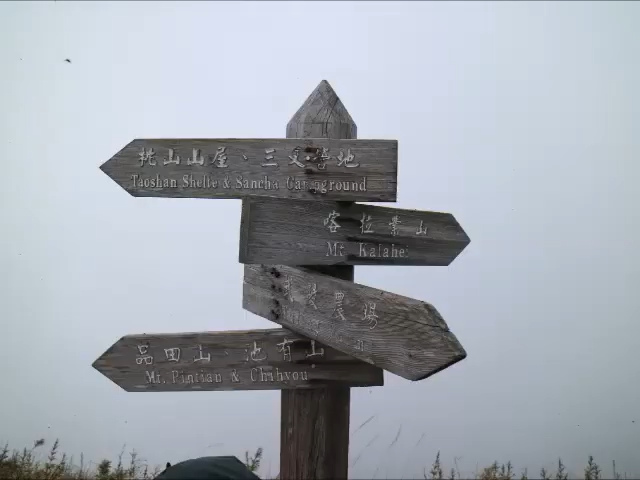 桃山山屋、三叉營地
Taoshan Shelte & Sancha Campground
喀拉業山
Mt. Kalahei
武陵農場
品田山、池有山
Mt. Pintian & Chihyou